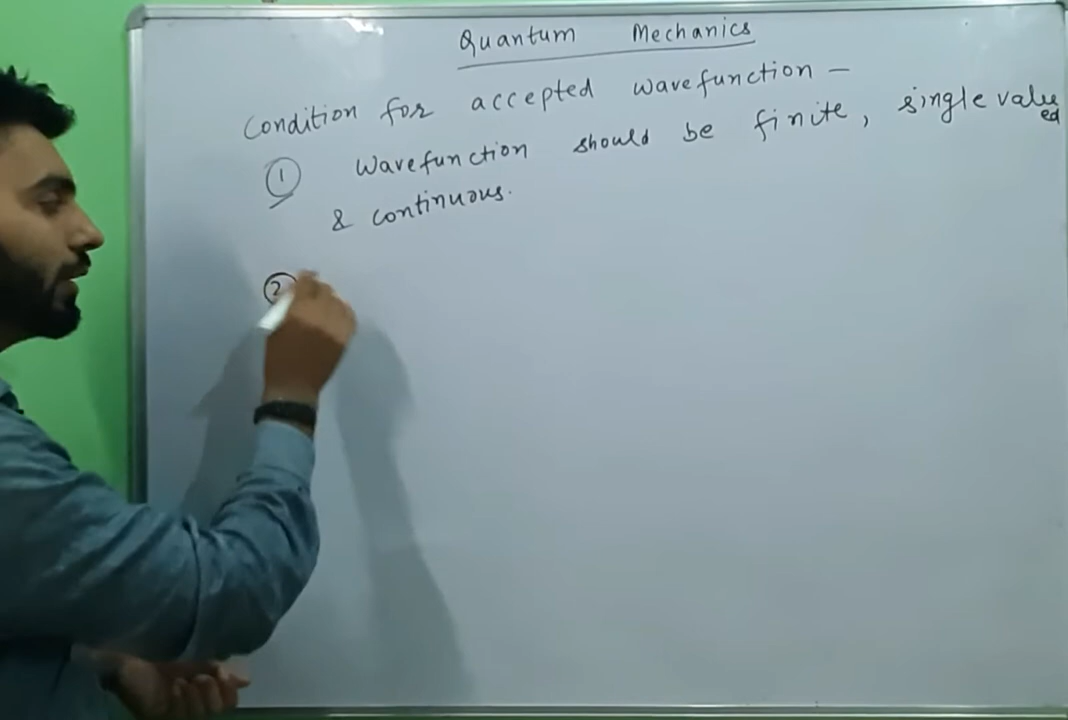 Quantum Mechanics
Condition for accepted wavefunction –
① Wavefunction should be finite, single valued
& continuous.
②